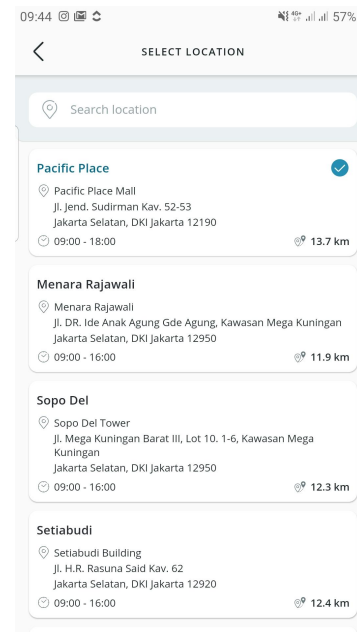 09:44 4G+ 57%
SELECT LOCATION
Search location
Pacific Place
Pacific Place Mall
Jl. Jend. Sudirman Kav. 52-53
Jakarta Selatan, DKI Jakarta 12190
09:00 - 18:00 13.7 km
Menara Rajawali
Menara Rajawali
Jl. DR. Ide Anak Agung Gde Agung, Kawasan Mega Kuningan
Jakarta Selatan, DKI Jakarta 12950
09:00 - 16:00 11.9 km
Sopo Del
Sopo Del Tower
Jl. Mega Kuningan Barat III, Lot 10. 1-6, Kawasan Mega
Kuningan
Jakarta Selatan, DKI Jakarta 12950
09:00 - 16:00 12.3 km
Setiabudi
Setiabudi Building
Jl. H.R. Rasuna Said Kav. 62
Jakarta Selatan, DKI Jakarta 12920
09:00 - 16:00 12.4 km